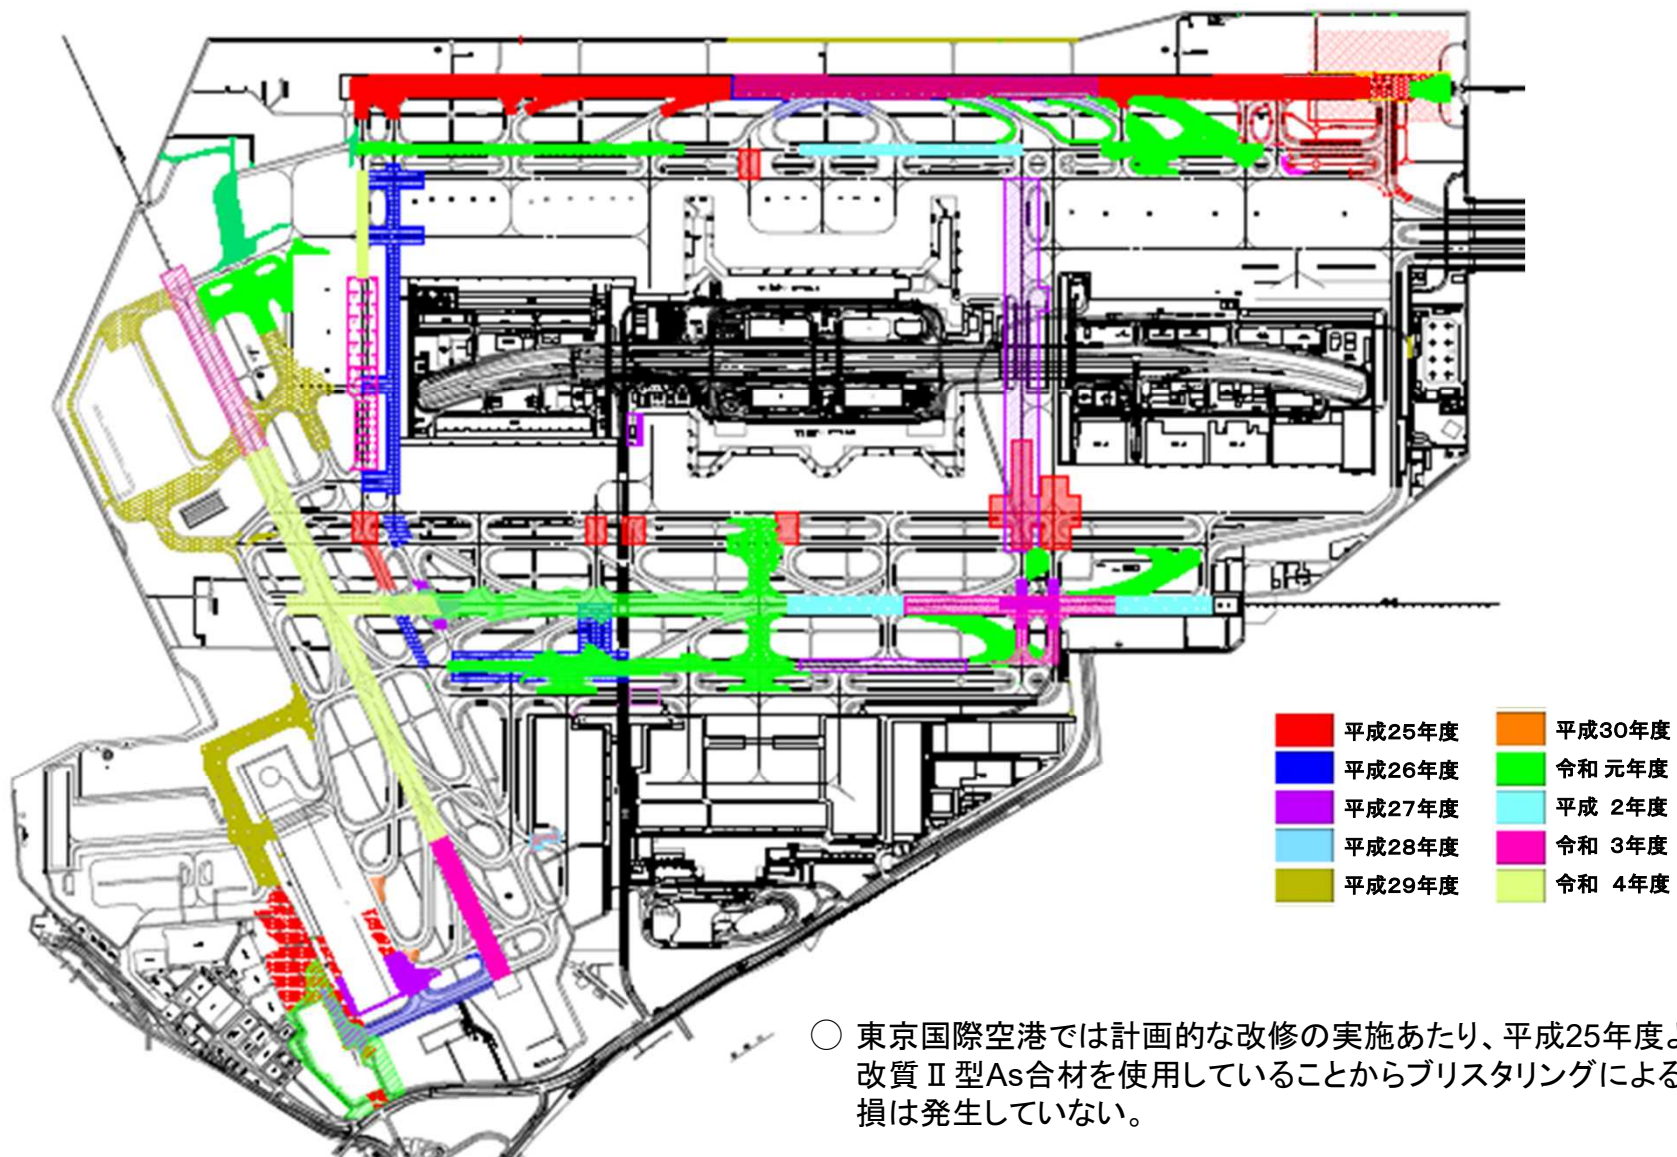 平成25年度
平成26年度
平成27年度
平成28年度
平成29年度
平成30年度
令和 元年度
平成 2年度
令和 3年度
令和 4年度
○ 東京国際空港では計画的な改修の実施あたり、平成25年度よ
改質Ⅱ型As合材を使用していることからブリスタリングによる
損は発生していない。